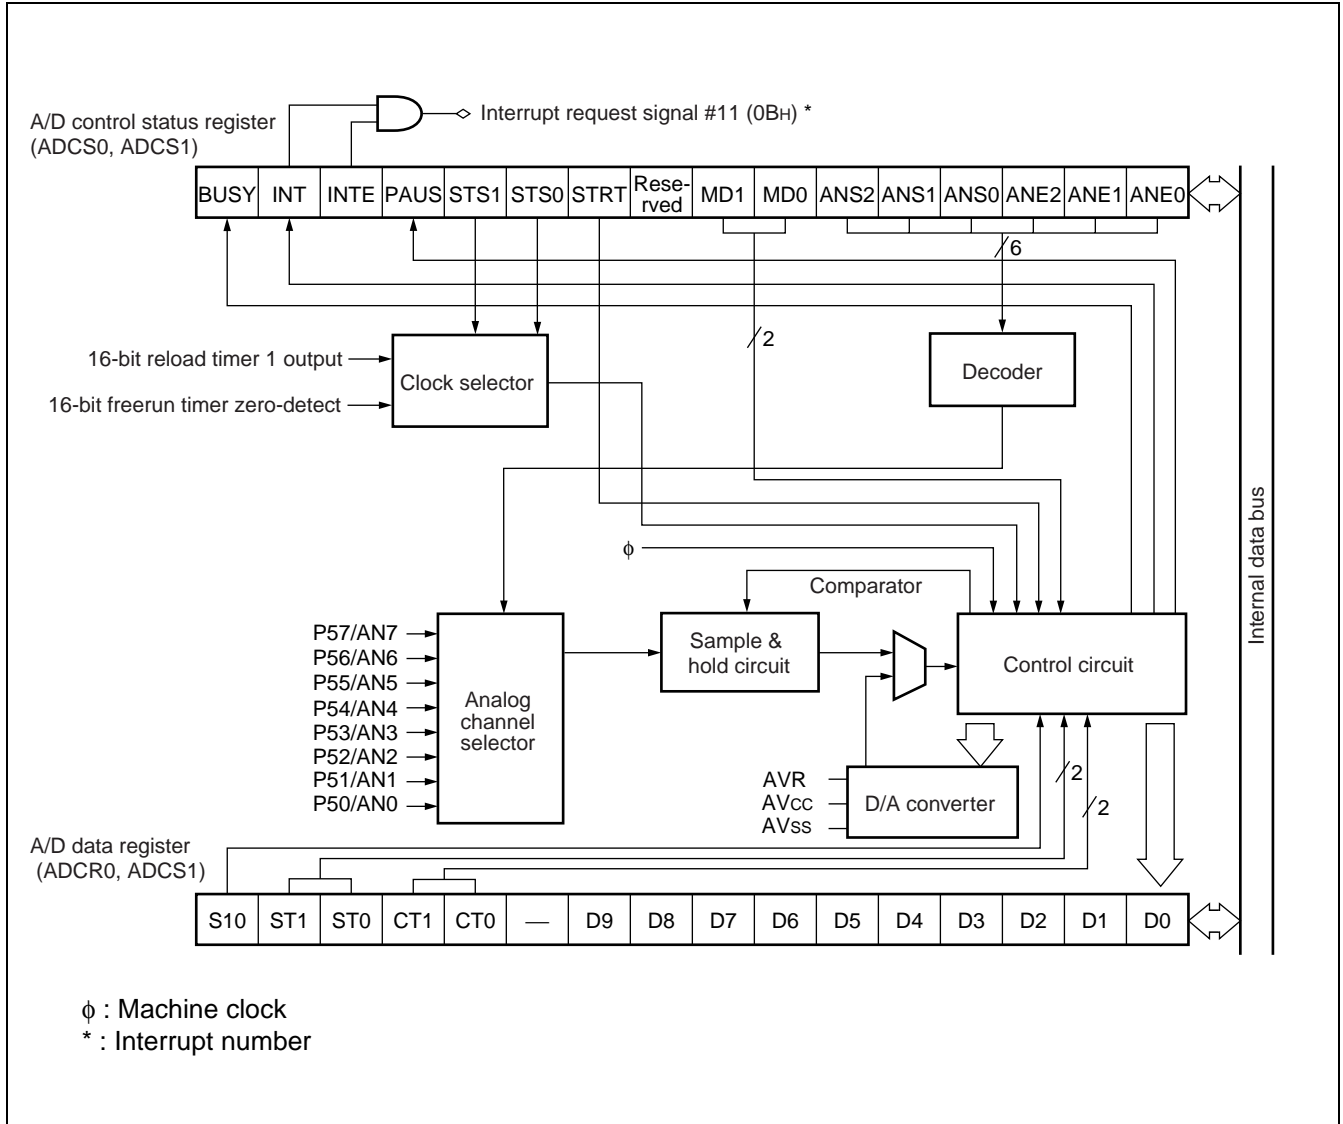 A/D control status register
(ADCS0, ADCS1)
Interrupt request signal #11 (0BH) *
BUSY INT INTE PAUS STS1 STS0 STRT Rese-
rved MD1 MD0 ANS2 ANS1 ANS0 ANE2 ANE1 ANE0
6
2
16-bit reload timer 1 output
16-bit freerun timer zero-detect
Clock selector
Decoder
Internal data bus
φ
Comparator
P57/AN7
P56/AN6
P55/AN5
P54/AN4
P53/AN3
P52/AN2
P51/AN1
P50/AN0
Analog
channel
selector
Sample &
hold circuit
Control circuit
AVR
AVCC
AVSS
D/A converter
2
2
A/D data register
(ADCR0, ADCS1)
S10 ST1 ST0 CT1 CT0 — D9 D8 D7 D6 D5 D4 D3 D2 D1 D0
φ : Machine clock
* : Interrupt number